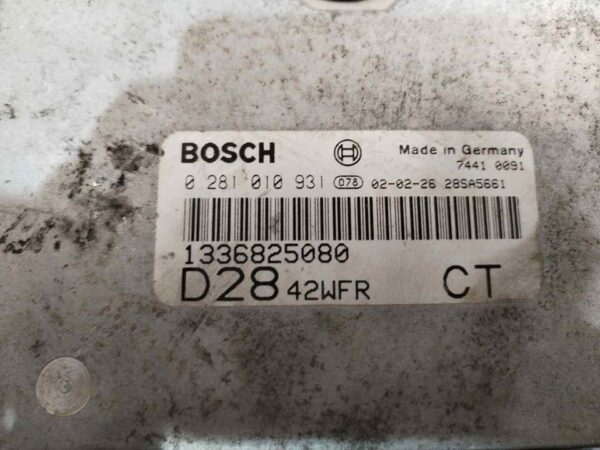 BOSCH Made in Germany
7441 0091
0 281 010 931 078 02-02-26 28SA5661
1336825080
D28 42WFR CT